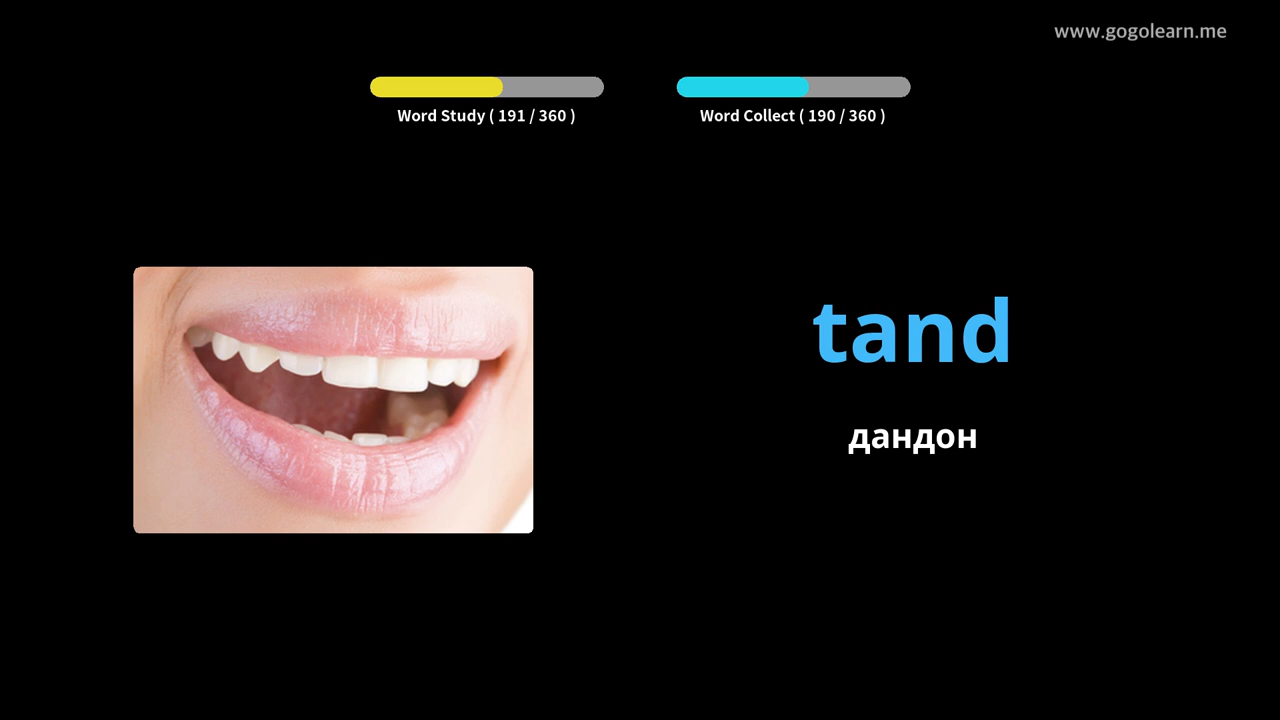 www.gogolearn.me
Word Study ( 191 / 360 )
Word Collect ( 190 / 360 )
tand
дандон